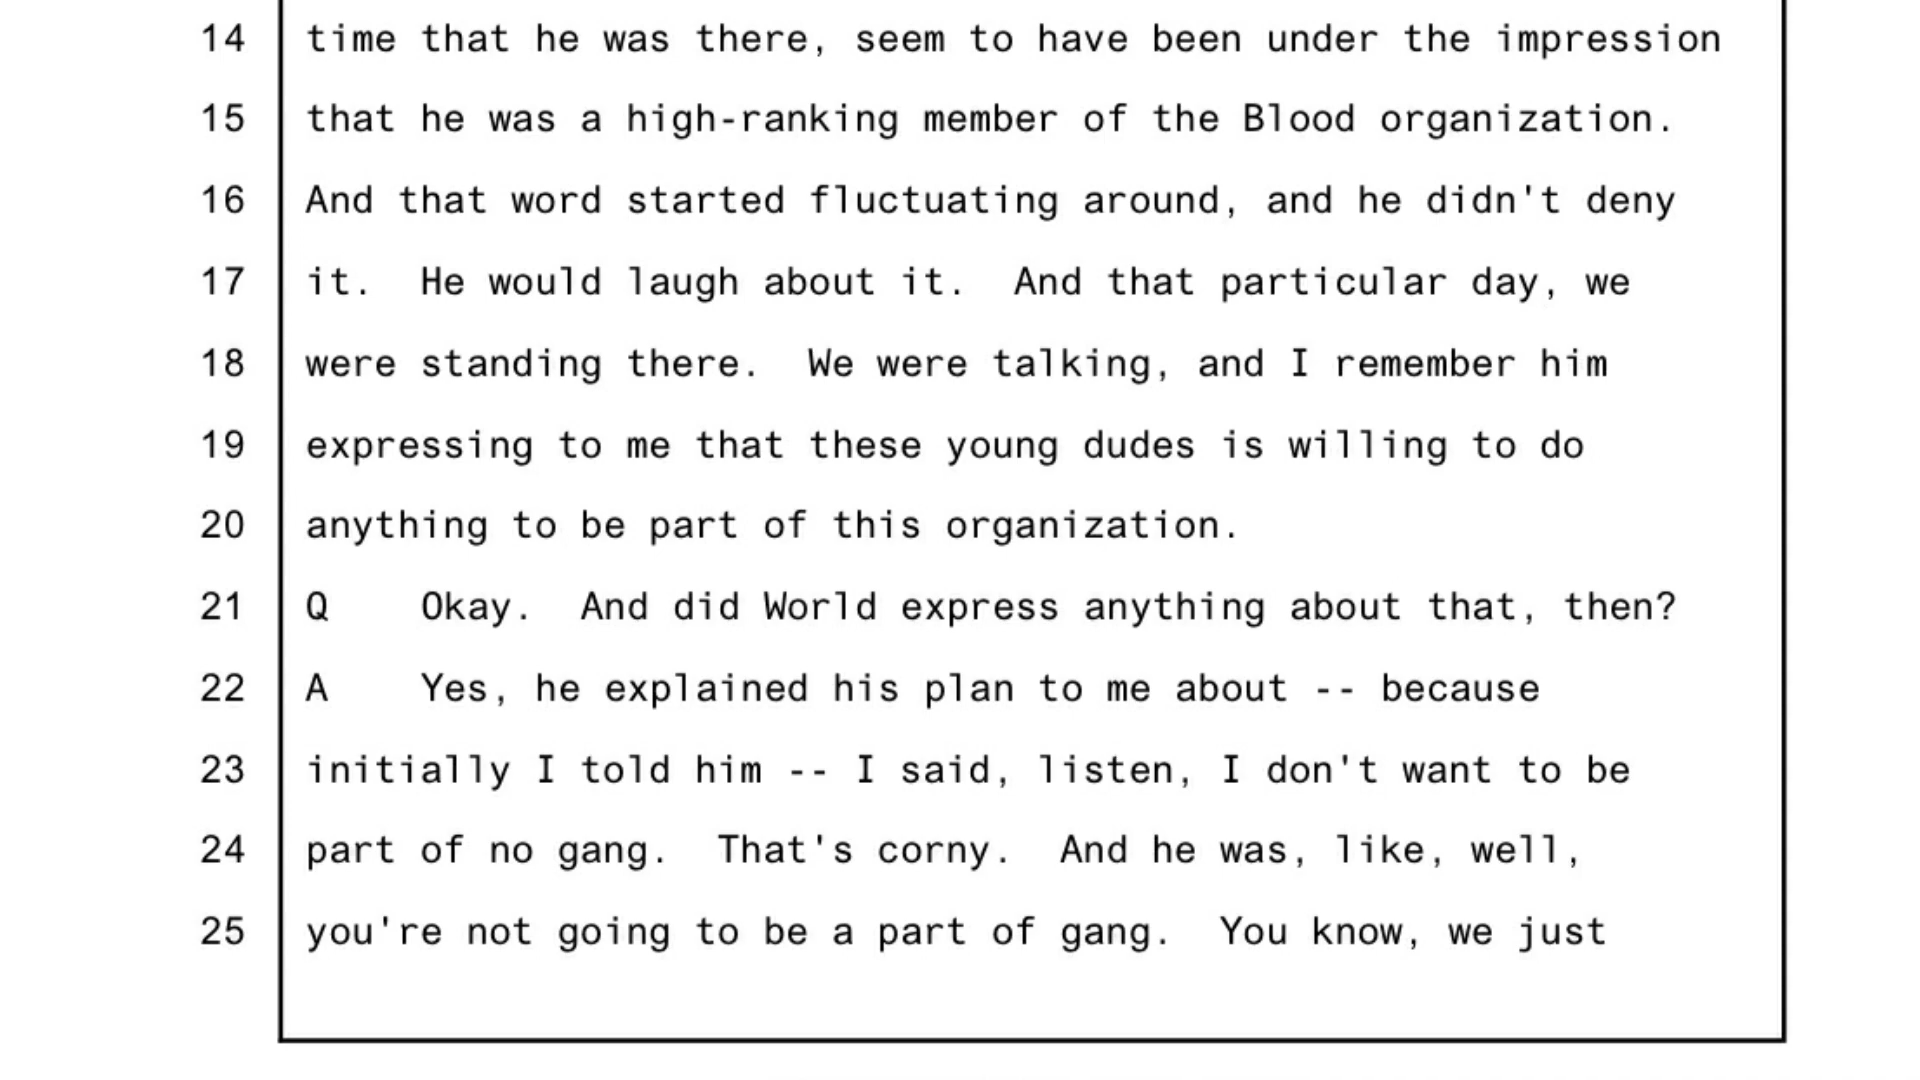 14 time that he was there, seem to have been under the impression
15 that he was a high-ranking member of the Blood organization.
16 And that word started fluctuating around, and he didn't deny
17 it.  He would laugh about it.  And that particular day, we
18 were standing there.  We were talking, and I remember him
19 expressing to me that these young dudes is willing to do
20 anything to be part of this organization.
21 Q    Okay.  And did World express anything about that, then?
22 A    Yes, he explained his plan to me about -- because
23 initially I told him -- I said, listen, I don't want to be
24 part of no gang.  That's corny.  And he was, like, well,
25 you're not going to be a part of gang.  You know, we just